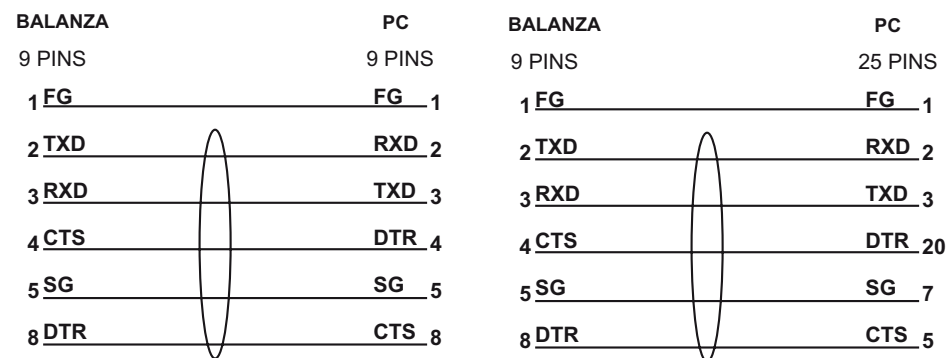 BALANZA PC
9 PINS 9 PINS
1 FG FG 1
2 TXD RXD 2
3 RXD TXD 3
4 CTS DTR 4
5 SG SG 5
8 DTR CTS 8
BALANZA PC
9 PINS 25 PINS
1 FG FG 1
2 TXD RXD 2
3 RXD TXD 3
4 CTS DTR 20
5 SG SG 7
8 DTR CTS 5